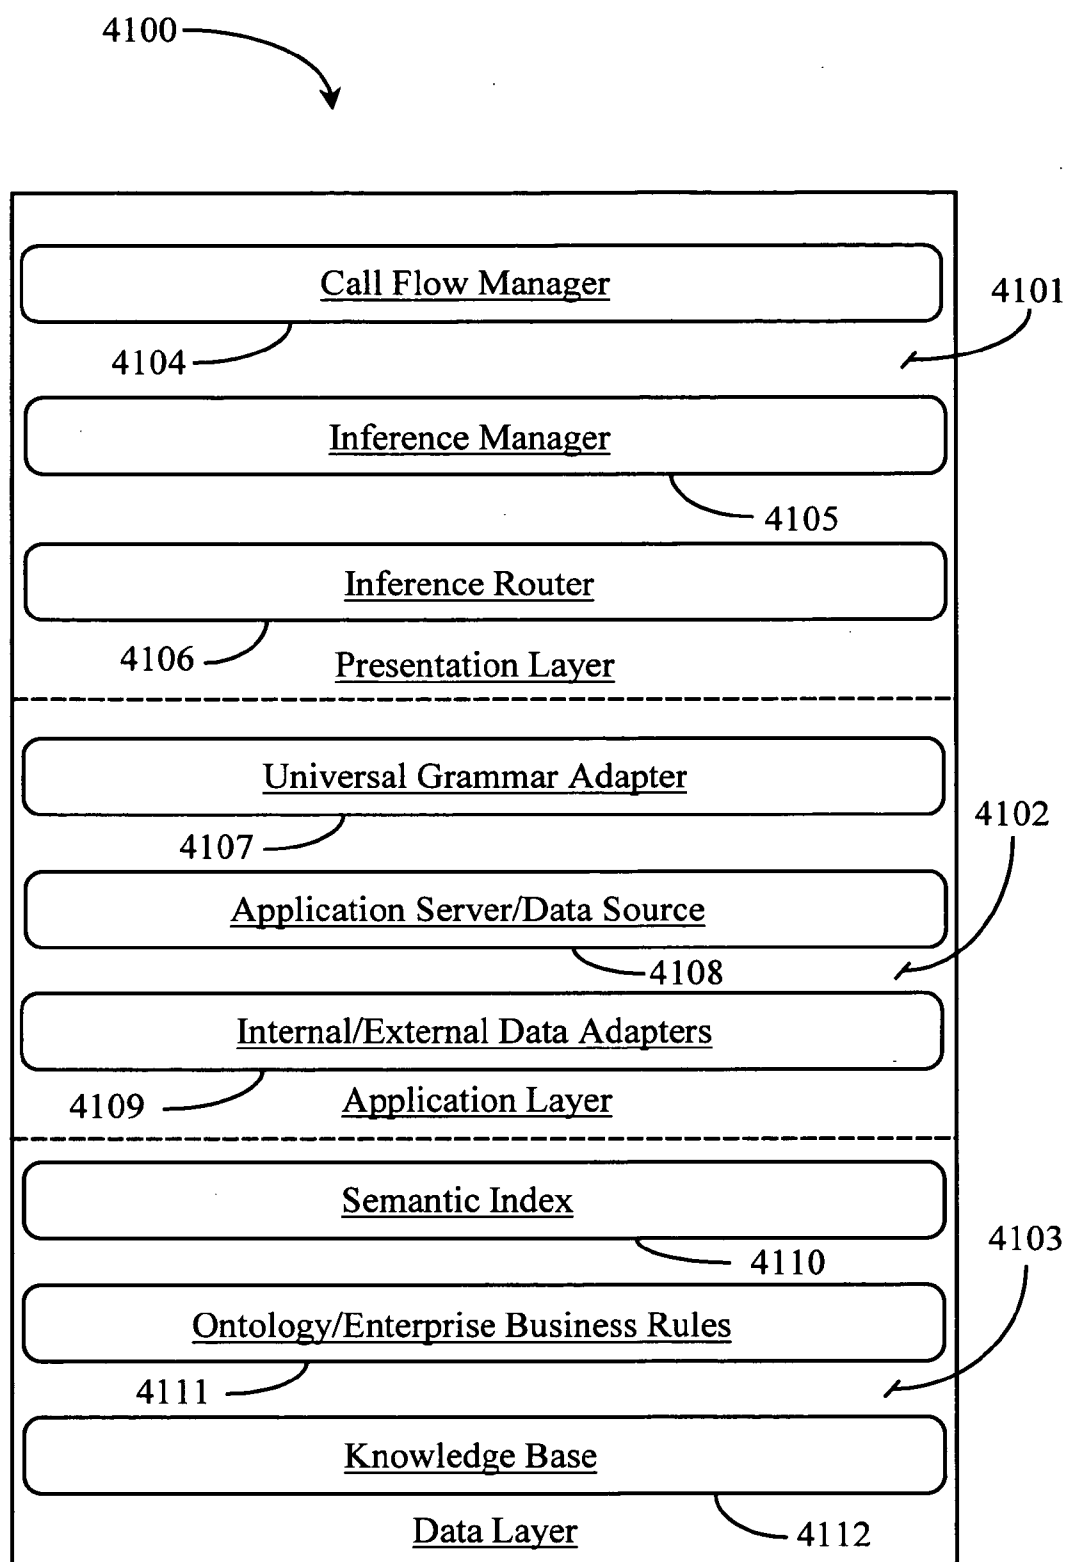 4100
Call Flow Manager
4101
4104
Inference Manager
4105
Inference Router
4106
Presentation Layer
Universal Grammar Adapter
4102
4107
Application Server/Data Source
4108
Internal/External Data Adapters
4109
Application Layer
Semantic Index
4103
4110
Ontology/Enterprise Business Rules
4111
Knowledge Base
Data Layer
4112